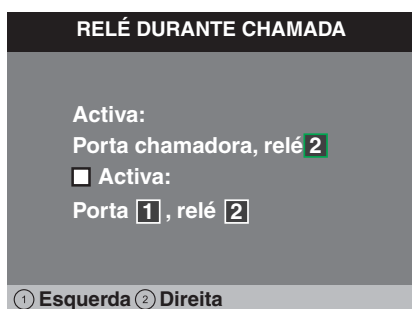 RELÉ DURANTE CHAMADA
Activa:
Porta chamadora, relé 2
Activa:
Porta 1 , relé 2
① Esquerda ② Direita